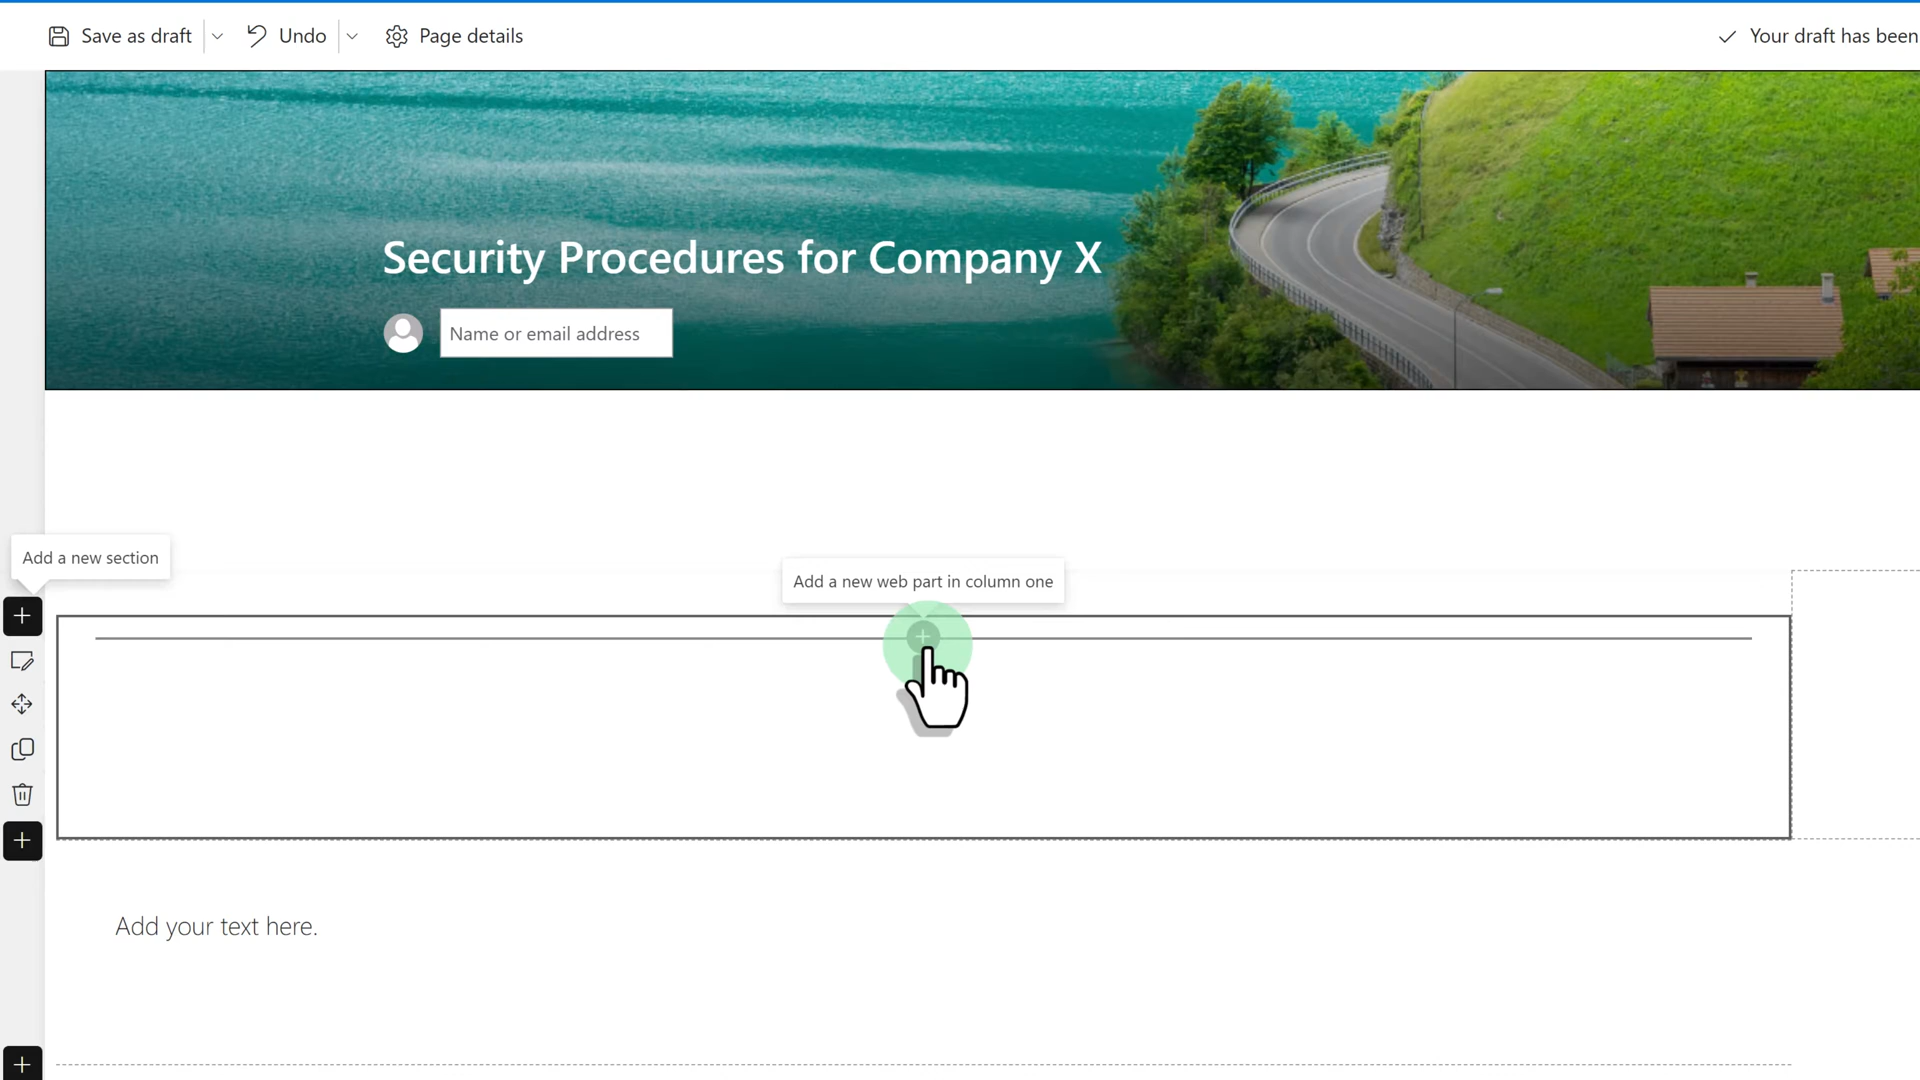 Save as draft
Undo
Page details
Your draft has been
Security Procedures for Company X
Name or email address
Add a new section
Add a new web part in column one
Add your text here.